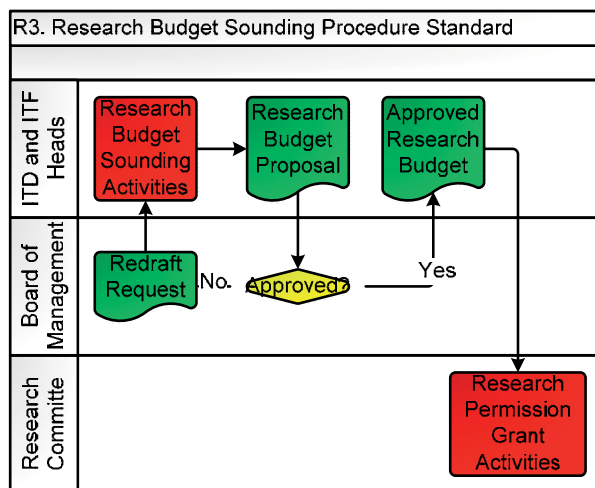 R3. Research Budget Sounding Procedure Standard
ITD and ITF
Heads
Research
Budget
Sounding
Activities
Research
Budget
Proposal
Approved
Research
Budget
Board of
Management
Redraft
Request
No
Approved?
Yes
Research
Committe
Research
Permission
Grant
Activities